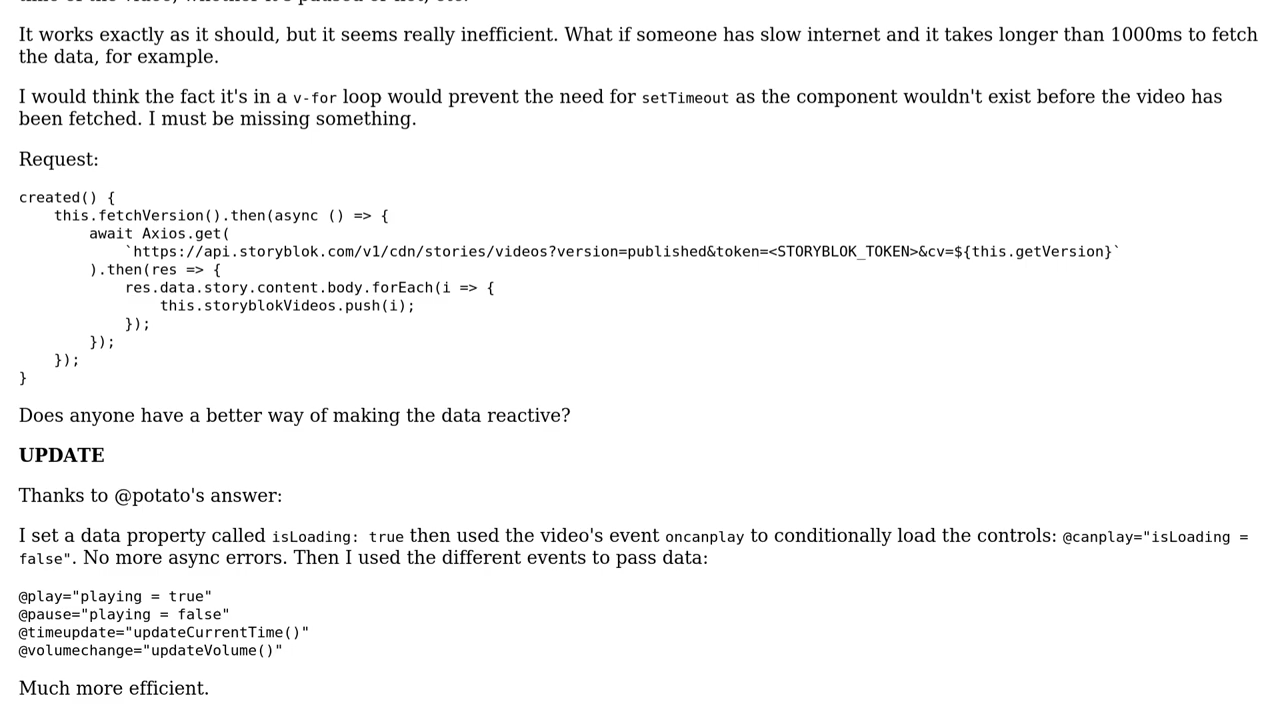 It works exactly as it should, but it seems really inefficient. What if someone has slow internet and it takes longer than 1000ms to fetch
the data, for example.
I would think the fact it's in a v-for loop would prevent the need for setTimeout as the component wouldn't exist before the video has
been fetched. I must be missing something.
Request:
created() {
    this.fetchVersion().then(async () => {
        await Axios.get(
            `https://api.storyblok.com/v1/cdn/stories/videos?version=published&token=<STORYBLOK_TOKEN>&cv=${this.getVersion}`
        ).then(res => {
            res.data.story.content.body.forEach(i => {
                this.storyblokVideos.push(i);
            });
        });
    });
}
Does anyone have a better way of making the data reactive?
UPDATE
Thanks to @potato's answer:
I set a data property called isLoading: true then used the video's event oncanplay to conditionally load the controls: @canplay="isLoading =
false". No more async errors. Then I used the different events to pass data:
@play="playing = true"
@pause="playing = false"
@timeupdate="updateCurrentTime()"
@volumechange="updateVolume()"
Much more efficient.